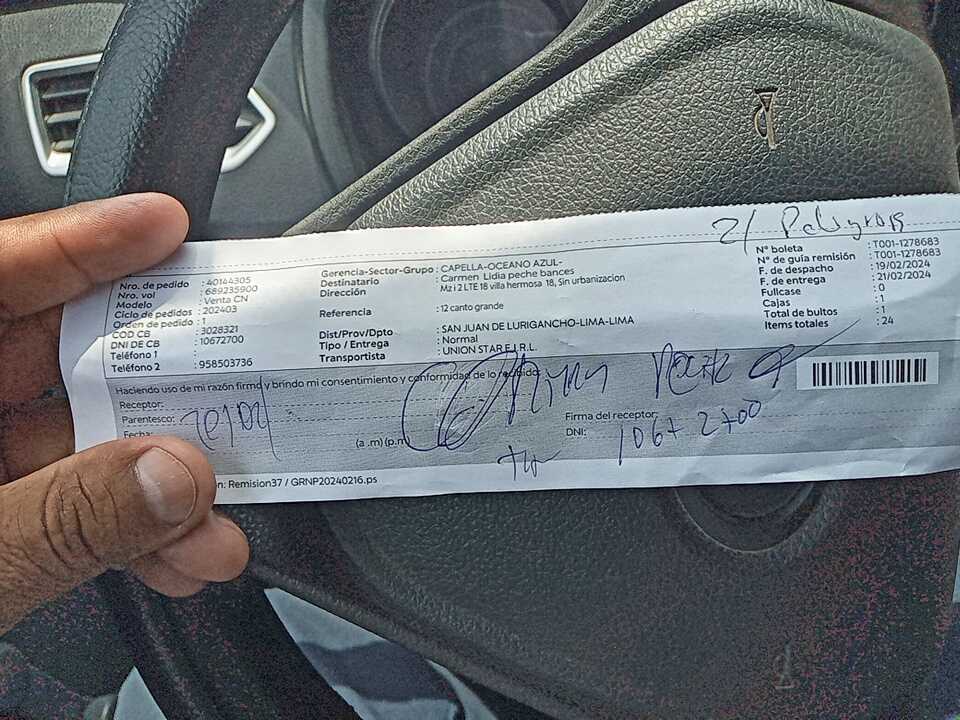 2/
Nro. de pedido : 40144305
Nro. vol : 689235900
Modelo : Venta CN
Ciclo de pedidos : 202403
Orden de pedido : 1
COD CB : 3028321
DNI DE CB : 10672700
Teléfono 1 :
Teléfono 2 : 958503736
Gerencia-Sector-Grupo : CAPELLA-OCEANO AZUL-
Destinatario : Carmen Lidia peche bances
Dirección : Mz i 2 LTE 18 villa hermosa 18, Sin urbanizacion
Referencia : 12 canto grande
Dist/Prov/Dpto : SAN JUAN DE LURIGANCHO-LIMA-LIMA
Tipo / Entrega : Normal
Transportista : UNION STAR E.I.R.L.
N° boleta : T001-1278683
N° de guía remisión : T001-1278683
F. de despacho : 19/02/2024
F. de entrega : 21/02/2024
Fullcase : 0
Cajas : 1
Total de bultos : 1
Items totales : 24
Haciendo uso de mi razón firmo y brindo mi consentimiento y conformidad de lo recibido:
Receptor:
Parentesco:
Fecha:
(a .m) (p.m
Firma del receptor:
DNI: 10672700
n: Remision37 / GRNP20240216.ps